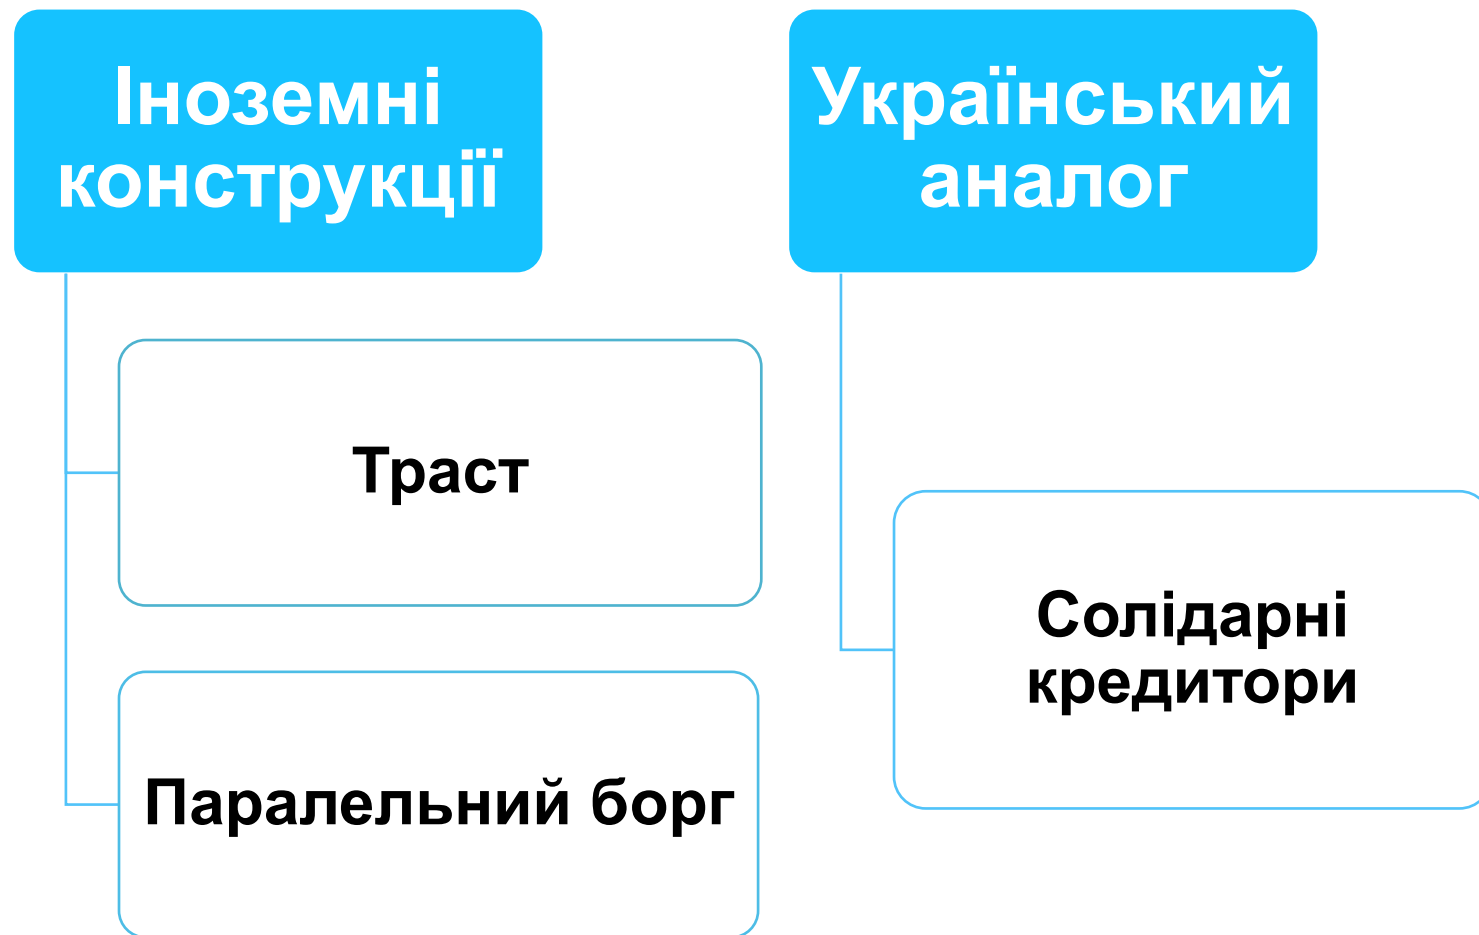 Іноземні
конструкції
Траст
Паралельний борг
Український
аналог
Солідарні
кредитори